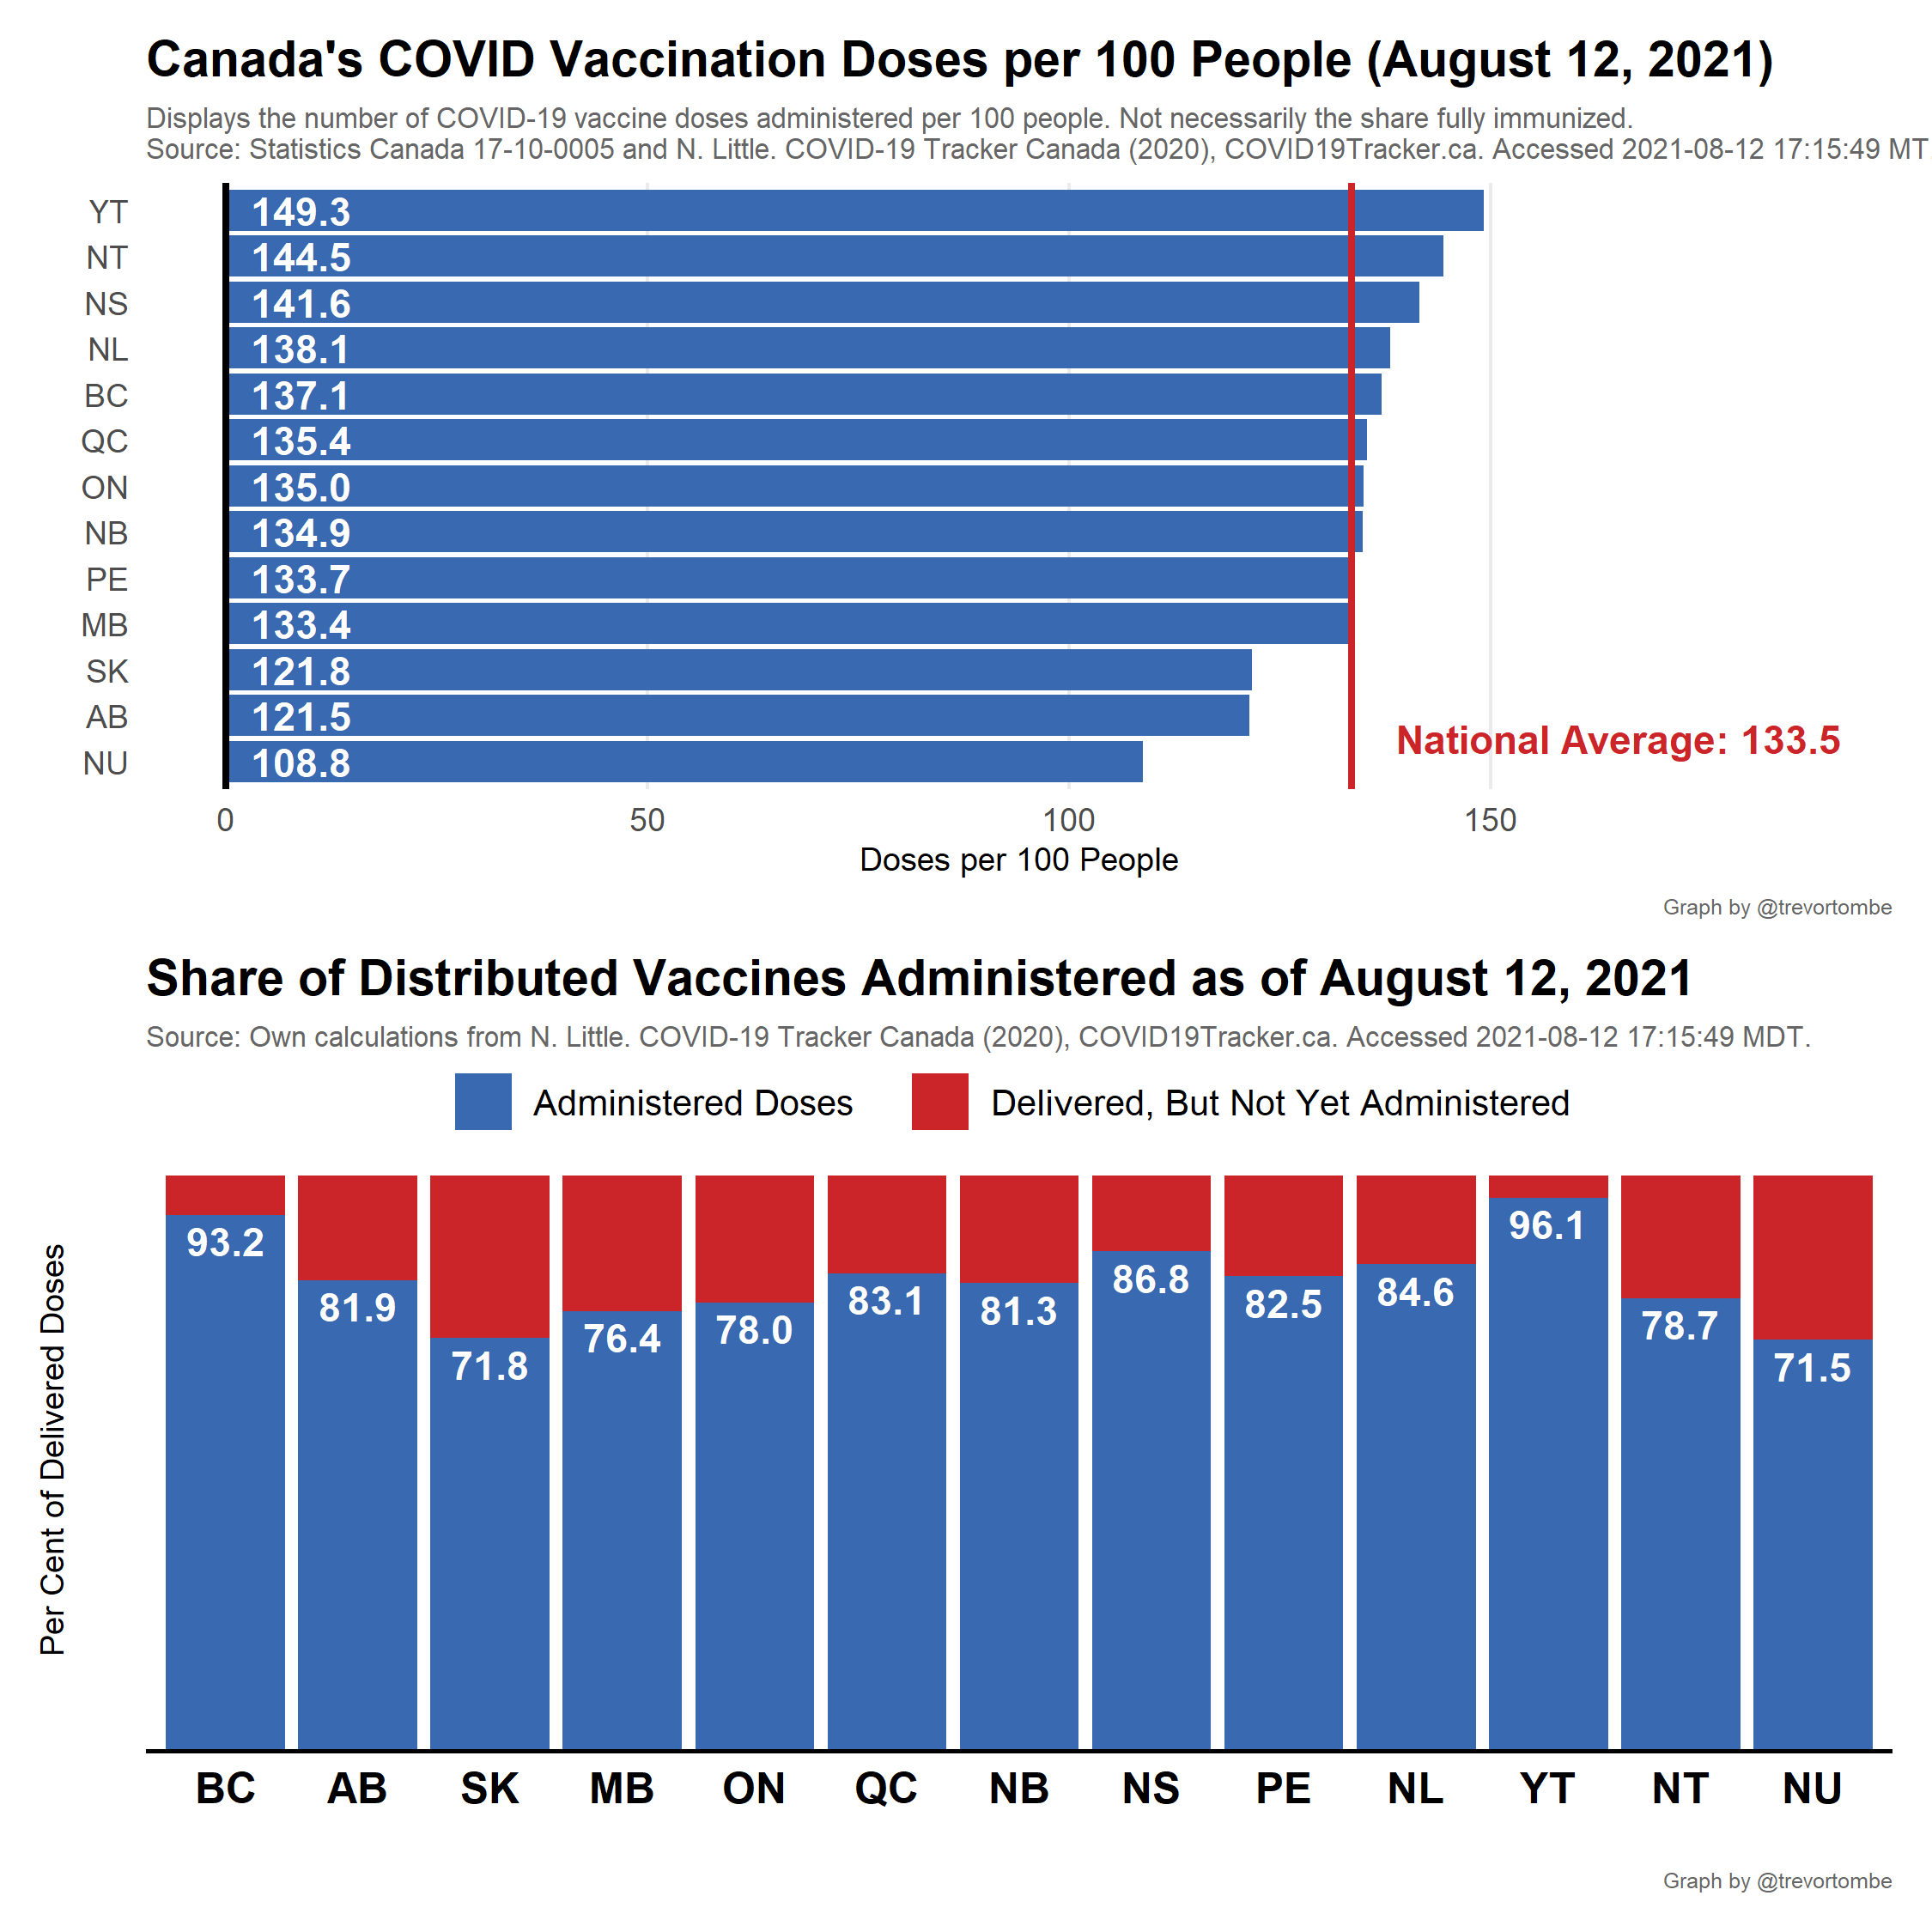 Canada's COVID Vaccination Doses per 100 People (August 12, 2021)
Displays the number of COVID-19 vaccine doses administered per 100 people. Not necessarily the share fully immunized.
Source: Statistics Canada 17-10-0005 and N. Little. COVID-19 Tracker Canada (2020), COVID19Tracker.ca. Accessed 2021-08-12 17:15:49 MT
YT 149.3
NT 144.5
NS 141.6
NL 138.1
BC 137.1
QC 135.4
ON 135.0
NB 134.9
PE 133.7
MB 133.4
SK 121.8
AB 121.5
National Average: 133.5
NU 108.8
0 50 100 150
Doses per 100 People
Graph by @trevortombe
Share of Distributed Vaccines Administered as of August 12, 2021
Source: Own calculations from N. Little. COVID-19 Tracker Canada (2020), COVID19Tracker.ca. Accessed 2021-08-12 17:15:49 MDT.
Administered Doses Delivered, But Not Yet Administered
Per Cent of Delivered Doses
93.2 81.9 71.8 76.4 78.0 83.1 81.3 86.8 82.5 84.6 96.1 78.7 71.5
BC AB SK MB ON QC NB NS PE NL YT NT NU
Graph by @trevortombe